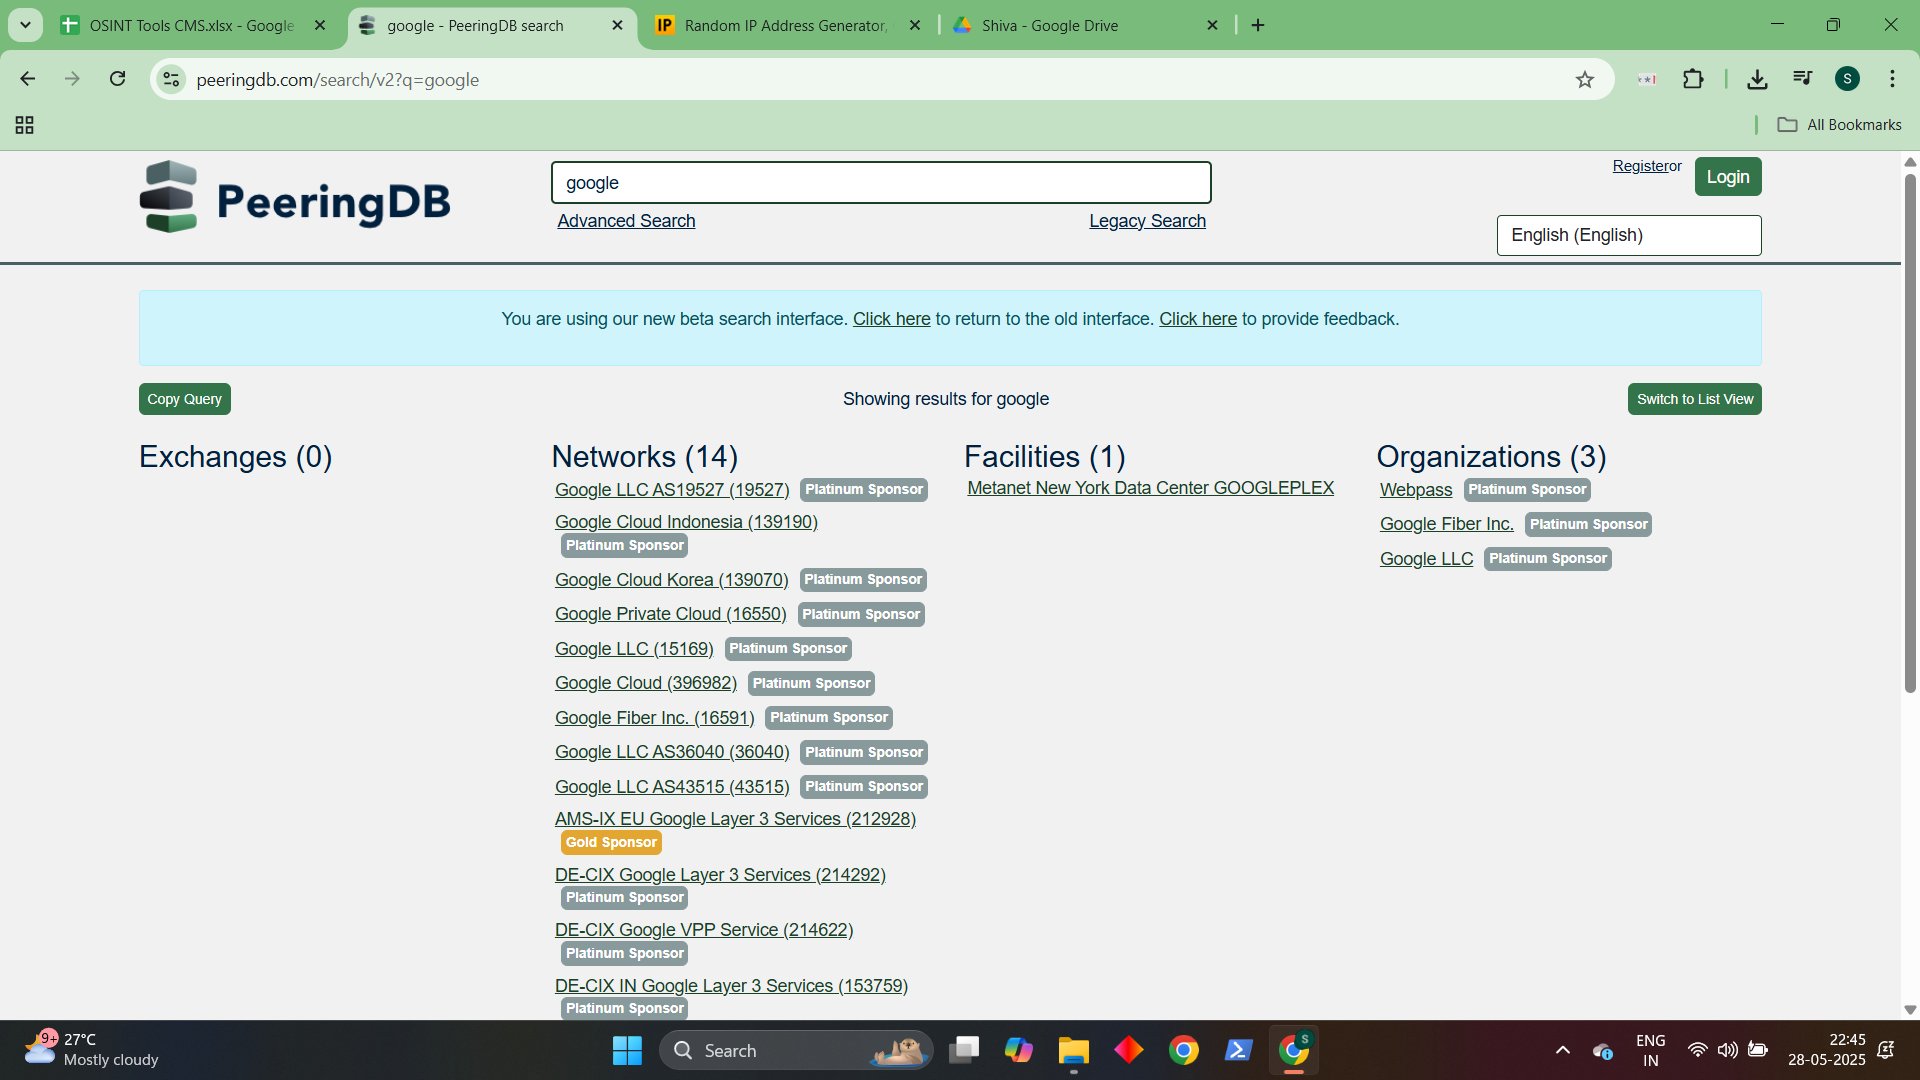 OSINT Tools CMS.xlsx - Google
google - PeeringDB search
Random IP Address Generator,
Shiva - Google Drive
peeringdb.com/search/v2?q=google
S
All Bookmarks
PeeringDB
google
Advanced Search
Legacy Search
Registeror
Login
English (English)
You are using our new beta search interface. Click here to return to the old interface. Click here to provide feedback.
Copy Query
Showing results for google
Switch to List View
Exchanges (0)
Networks (14)
Google LLC AS19527 (19527) Platinum Sponsor
Google Cloud Indonesia (139190)
Platinum Sponsor
Google Cloud Korea (139070) Platinum Sponsor
Google Private Cloud (16550) Platinum Sponsor
Google LLC (15169) Platinum Sponsor
Google Cloud (396982) Platinum Sponsor
Google Fiber Inc. (16591) Platinum Sponsor
Google LLC AS36040 (36040) Platinum Sponsor
Google LLC AS43515 (43515) Platinum Sponsor
AMS-IX EU Google Layer 3 Services (212928)
Gold Sponsor
DE-CIX Google Layer 3 Services (214292)
Platinum Sponsor
DE-CIX Google VPP Service (214622)
Platinum Sponsor
DE-CIX IN Google Layer 3 Services (153759)
Platinum Sponsor
Facilities (1)
Metanet New York Data Center GOOGLEPLEX
Organizations (3)
Webpass Platinum Sponsor
Google Fiber Inc. Platinum Sponsor
Google LLC Platinum Sponsor
9+
27°C
Mostly cloudy
Search
S
ENG
IN
22:45
28-05-2025